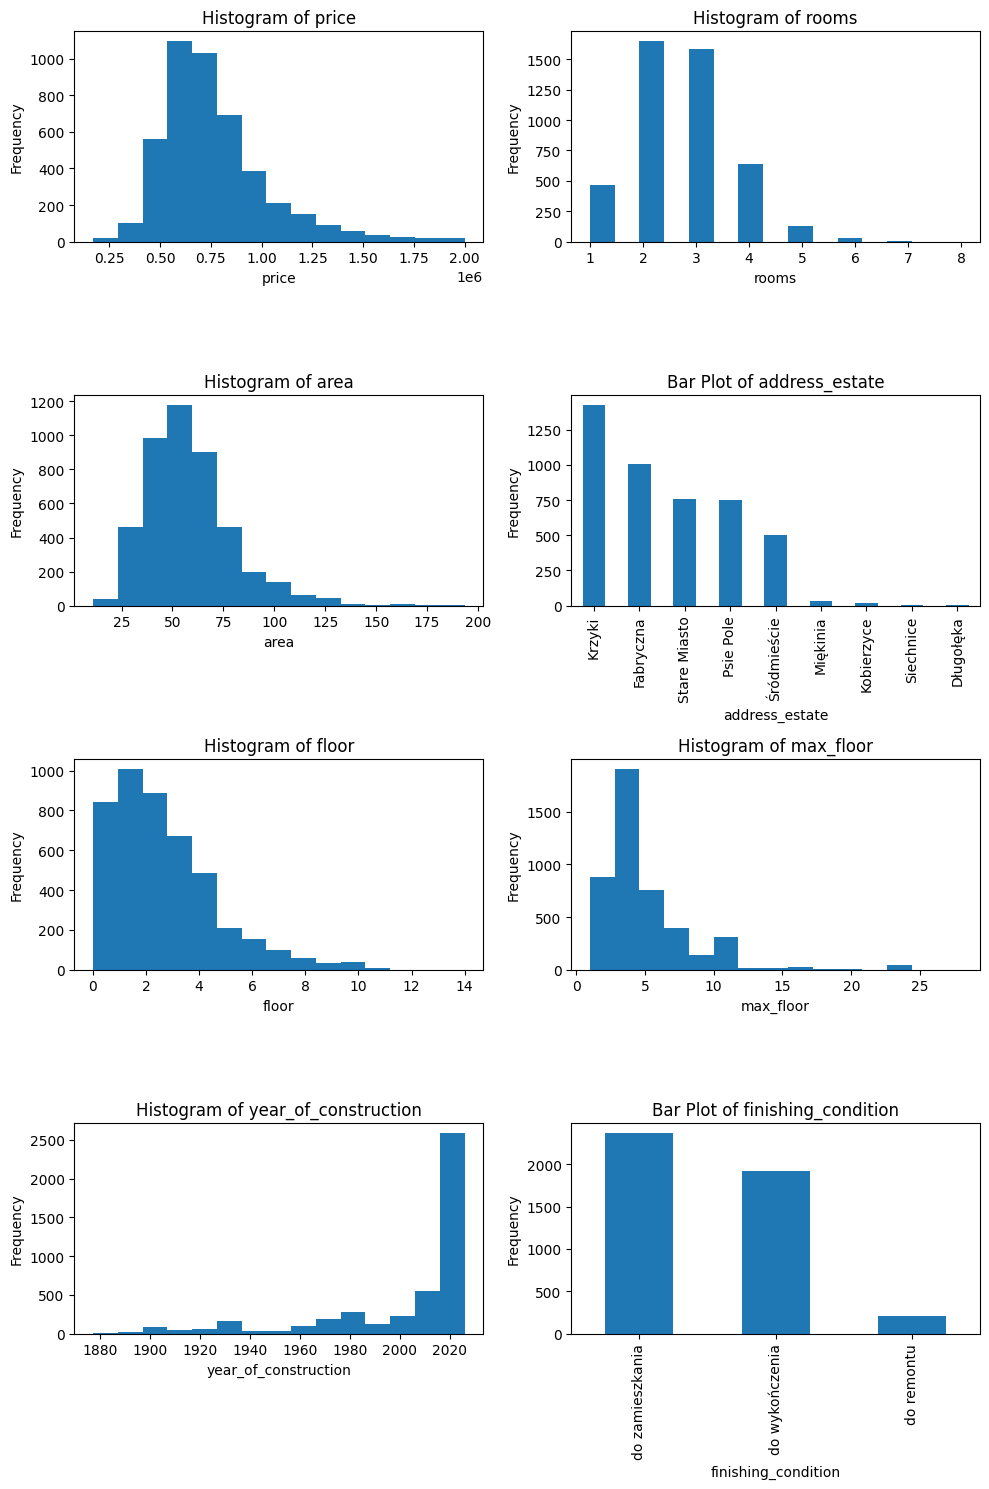 Histogram of price
Frequency
1000
800
600
400
200
0
0.25 0.50 0.75 1.00 1.25 1.50 1.75 2.00
1e6
price
Histogram of rooms
Frequency
1500
1250
1000
750
500
250
0
1 2 3 4 5 6 7 8
rooms
Histogram of area
Frequency
1200
1000
800
600
400
200
0
25 50 75 100 125 150 175 200
area
Bar Plot of address_estate
Frequency
1250
1000
750
500
250
0
Krzyki
Fabryczna
Stare Miasto
Psie Pole
Śródmieście
Miękinia
Kobierzyce
Siechnice
Długołęka
address_estate
Histogram of floor
Frequency
1000
800
600
400
200
0
0 2 4 6 8 10 12 14
floor
Histogram of max_floor
Frequency
1500
1000
500
0
0 5 10 15 20 25
max_floor
Histogram of year_of_construction
Frequency
2500
2000
1500
1000
500
0
1880 1900 1920 1940 1960 1980 2000 2020
year_of_construction
Bar Plot of finishing_condition
Frequency
2000
1500
1000
500
0
do zamieszkania
do wykończenia
do remontu
finishing_condition